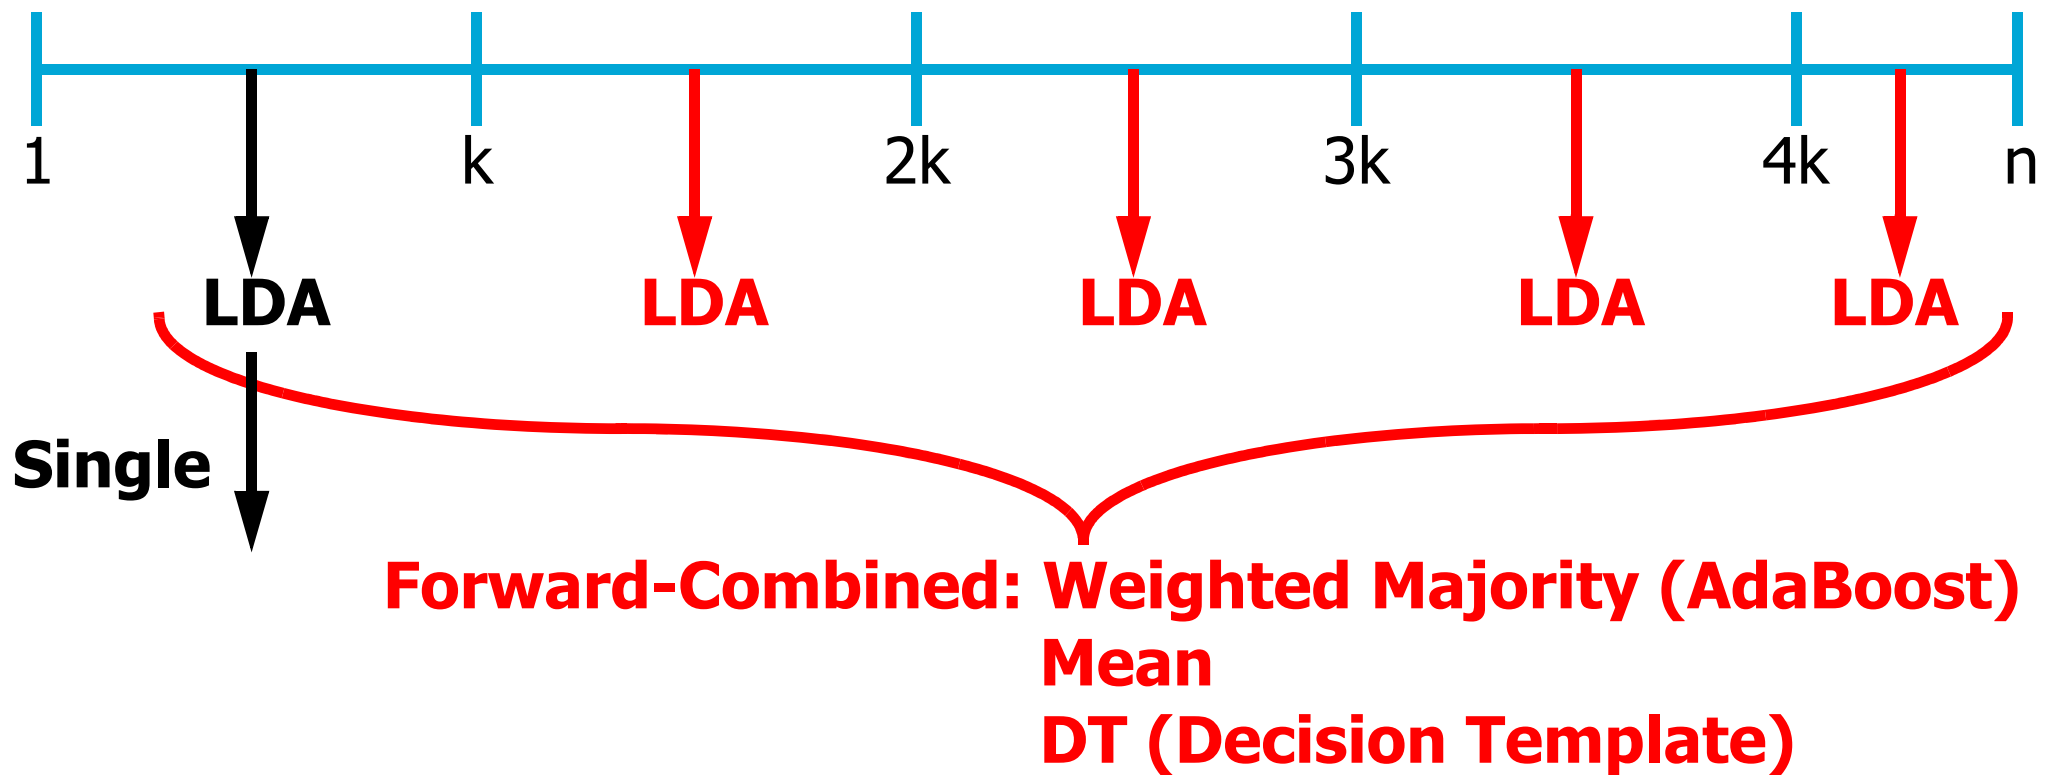 1 k 2k 3k 4k n
LDA LDA LDA LDA LDA
Single
Forward-Combined: Weighted Majority (AdaBoost)
Mean
DT (Decision Template)